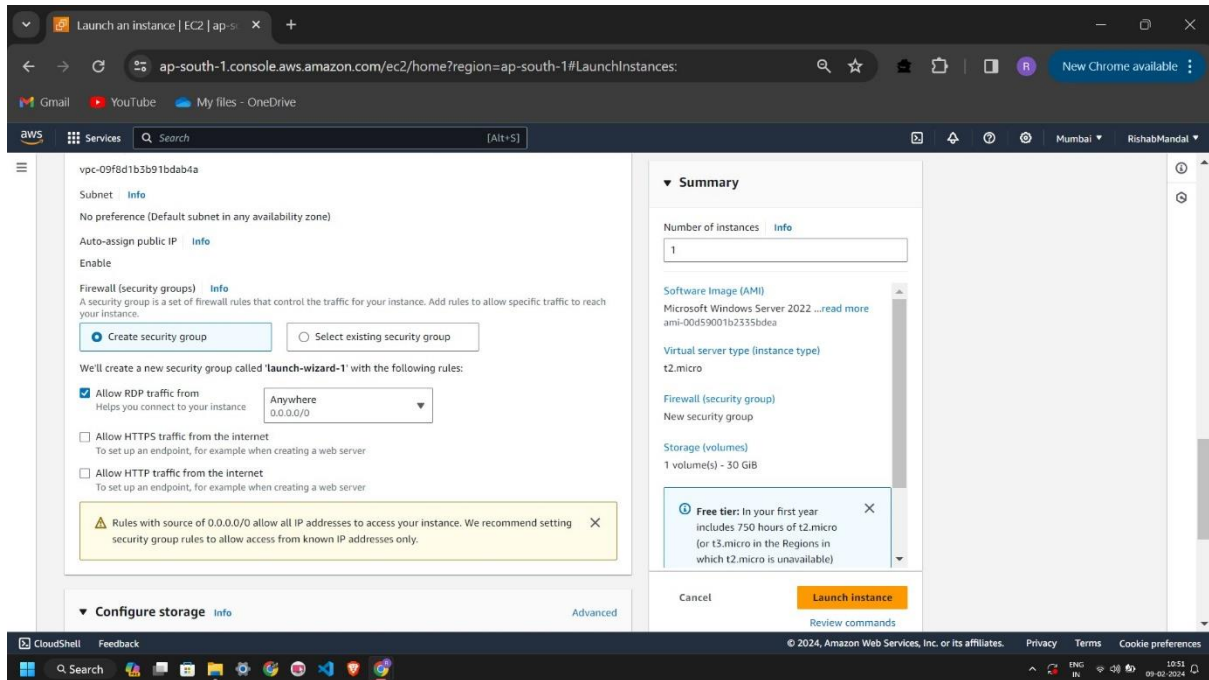 Launch an instance | EC2 | ap-s
ap-south-1.console.aws.amazon.com/ec2/home?region=ap-south-1#LaunchInstances:
New Chrome available
Gmail
YouTube
My files - OneDrive
aws
Services
Search
[Alt+S]
Mumbai
RishabMandal
vpc-09f8d1b3b91bdab4a
Subnet Info
No preference (Default subnet in any availability zone)
Auto-assign public IP Info
Enable
Firewall (security groups) Info
A security group is a set of firewall rules that control the traffic for your instance. Add rules to allow specific traffic to reach
your instance.
Create security group
Select existing security group
We'll create a new security group called 'launch-wizard-1' with the following rules:
Allow RDP traffic from
Helps you connect to your instance
Anywhere
0.0.0.0/0
Allow HTTPS traffic from the internet
To set up an endpoint, for example when creating a web server
Allow HTTP traffic from the internet
To set up an endpoint, for example when creating a web server
Rules with source of 0.0.0.0/0 allow all IP addresses to access your instance. We recommend setting
security group rules to allow access from known IP addresses only.
Configure storage Info
Advanced
Summary
Number of instances Info
1
Software Image (AMI)
Microsoft Windows Server 2022 ...read more
ami-00d59001b2335bdea
Virtual server type (instance type)
t2.micro
Firewall (security group)
New security group
Storage (volumes)
1 volume(s) - 30 GiB
Free tier: In your first year
includes 750 hours of t2.micro
(or t3.micro in the Regions in
which t2.micro is unavailable)
Cancel
Launch instance
Review commands
CloudShell
Feedback
© 2024, Amazon Web Services, Inc. or its affiliates.
Privacy
Terms
Cookie preferences
R
Search
ENG
IN
10:51
09-02-2024